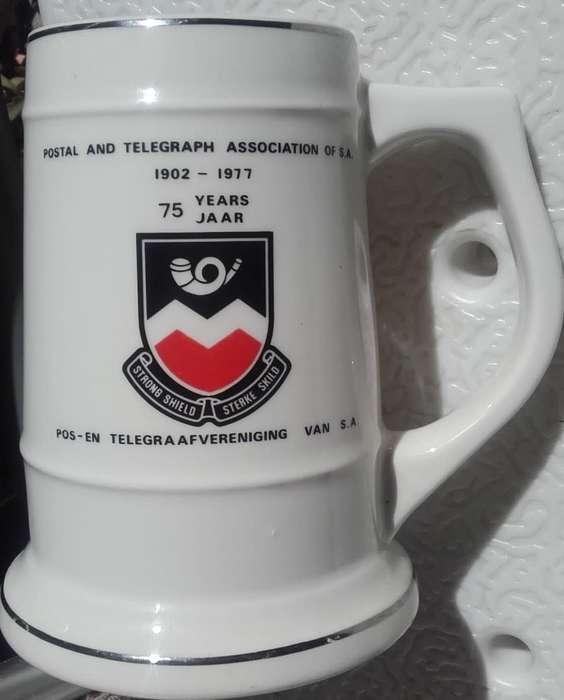 POSTAL AND TELEGRAPH ASSOCIATION OF S.A.
1902 - 1977
75 YEARS
JAAR
STRONG SHIELD STERKE SKILD
POS-EN TELEGRAAFVERENIGING VAN S.A